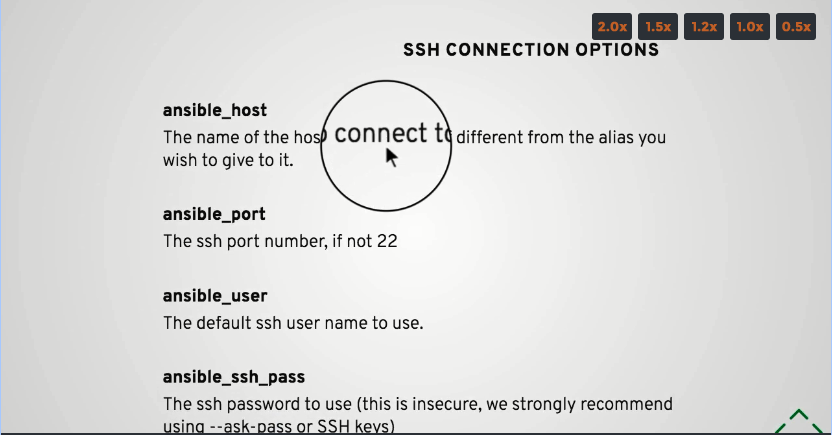 2.0x 1.5x 1.2x 1.0x 0.5x
SSH CONNECTION OPTIONS
ansible_host
The name of the hos connect to different from the alias you
wish to give to it.
ansible_port
The ssh port number, if not 22
ansible_user
The default ssh user name to use.
ansible_ssh_pass
The ssh password to use (this is insecure, we strongly recommend
using --ask-pass or SSH keys)